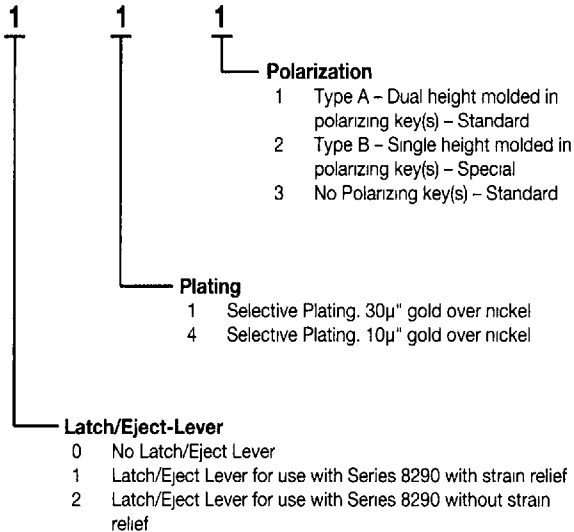 1 1 1
Polarization
1 Type A – Dual height molded in
polarizing key(s) – Standard
2 Type B – Single height molded in
polarizing key(s) – Special
3 No Polarizing key(s) – Standard
Plating
1 Selective Plating. 30µ" gold over nickel
4 Selective Plating. 10µ" gold over nickel
Latch/Eject-Lever
0 No Latch/Eject Lever
1 Latch/Eject Lever for use with Series 8290 with strain relief
2 Latch/Eject Lever for use with Series 8290 without strain
relief